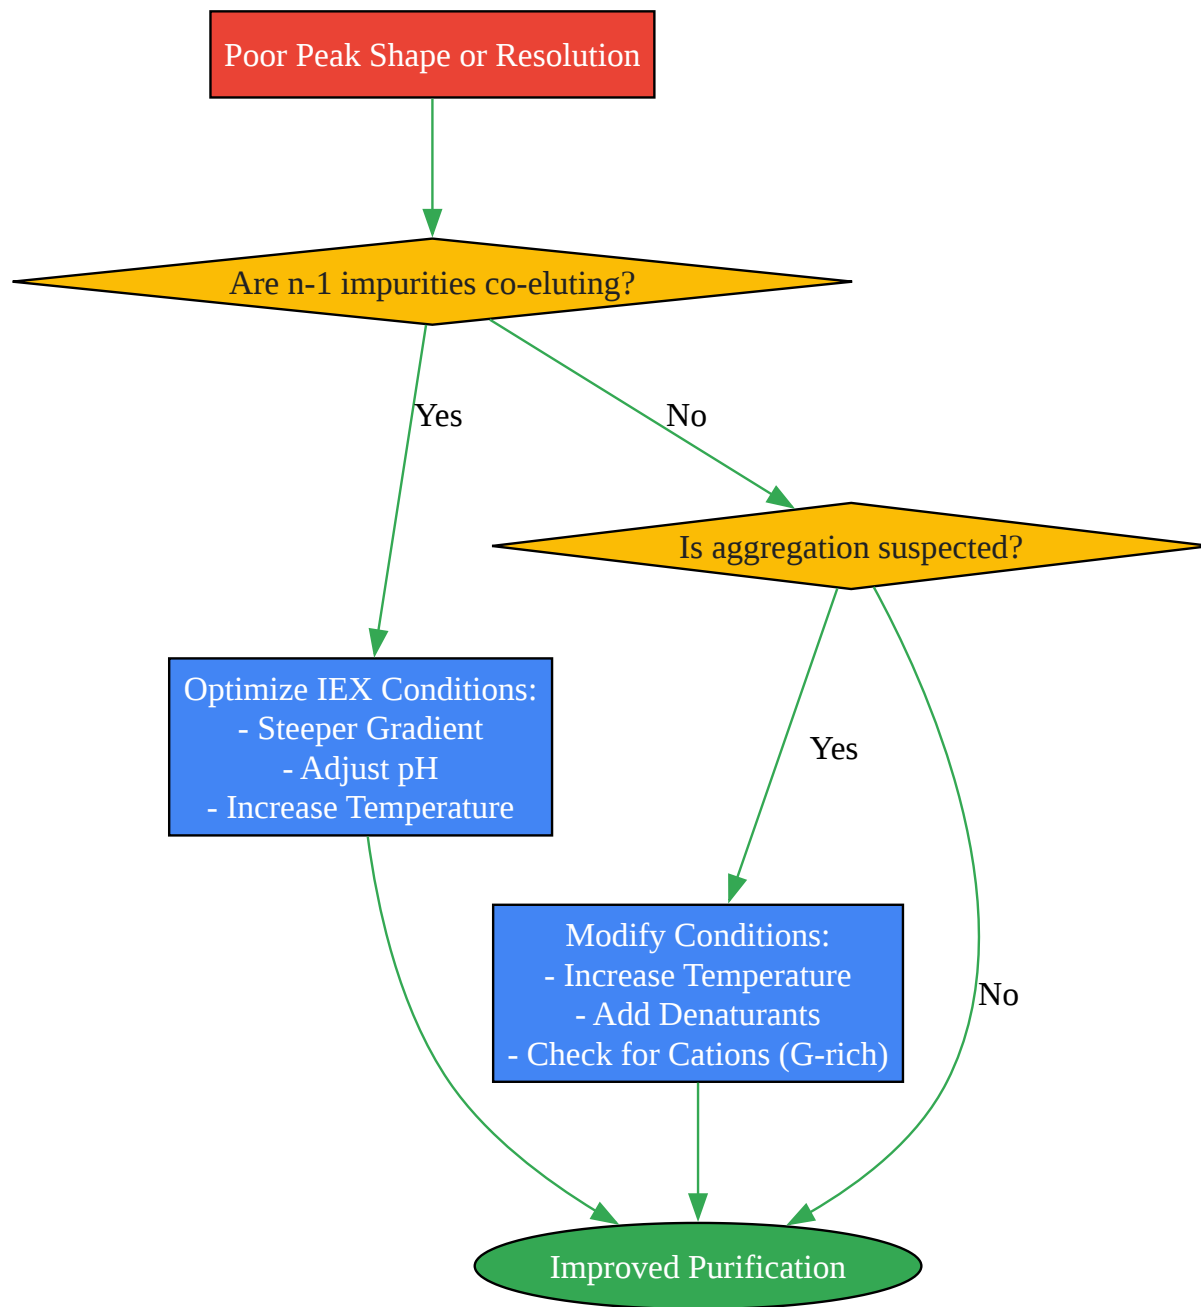 Poor Peak Shape or Resolution
Are n-1 impurities co-eluting?
Yes
No
Is aggregation suspected?
Optimize IEX Conditions:
- Steeper Gradient
- Adjust pH
- Increase Temperature
Yes
Modify Conditions:
- Increase Temperature
- Add Denaturants
- Check for Cations (G-rich)
No
Improved Purification